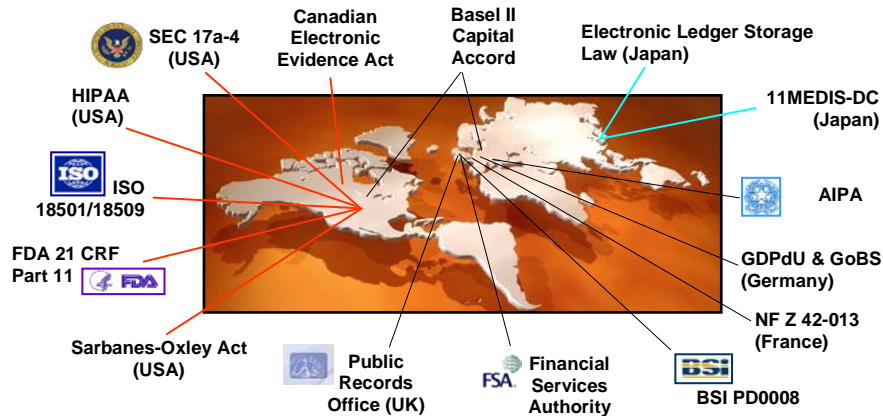 SEC 17a-4
(USA)
Canadian
Electronic
Evidence Act
Basel II
Capital
Accord
Electronic Ledger Storage
Law (Japan)
HIPAA
(USA)
11MEDIS-DC
(Japan)
ISO
ISO
18501/18509
AIPA
FDA 21 CRF
Part 11
FDA
GDPdU & GoBS
(Germany)
NF Z 42-013
(France)
Sarbanes-Oxley Act
(USA)
Public
Records
Office (UK)
FSA
Financial
Services
Authority
BSI
BSI PD0008